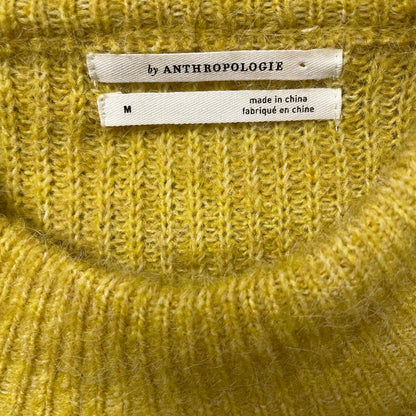 by ANTHROPOLOGIE
M
made in china
fabriqué en chine